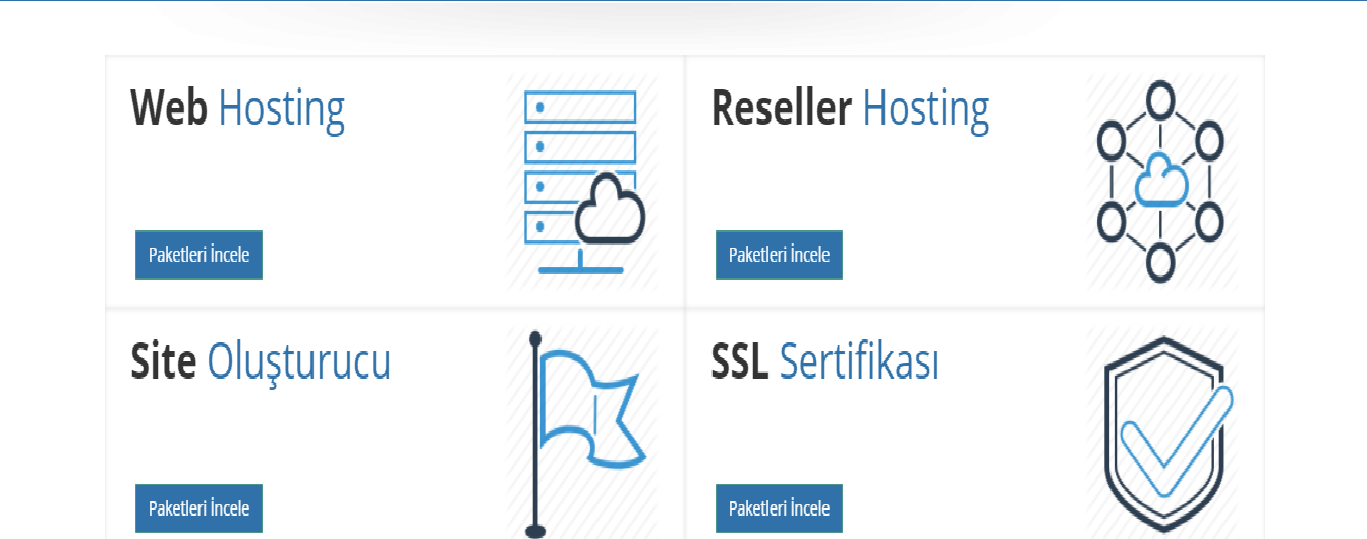 Web Hosting
Reseller Hosting
Paketleri İncele
Paketleri İncele
Site Oluşturucu
SSL Sertifikası
Paketleri İncele
Paketleri İncele